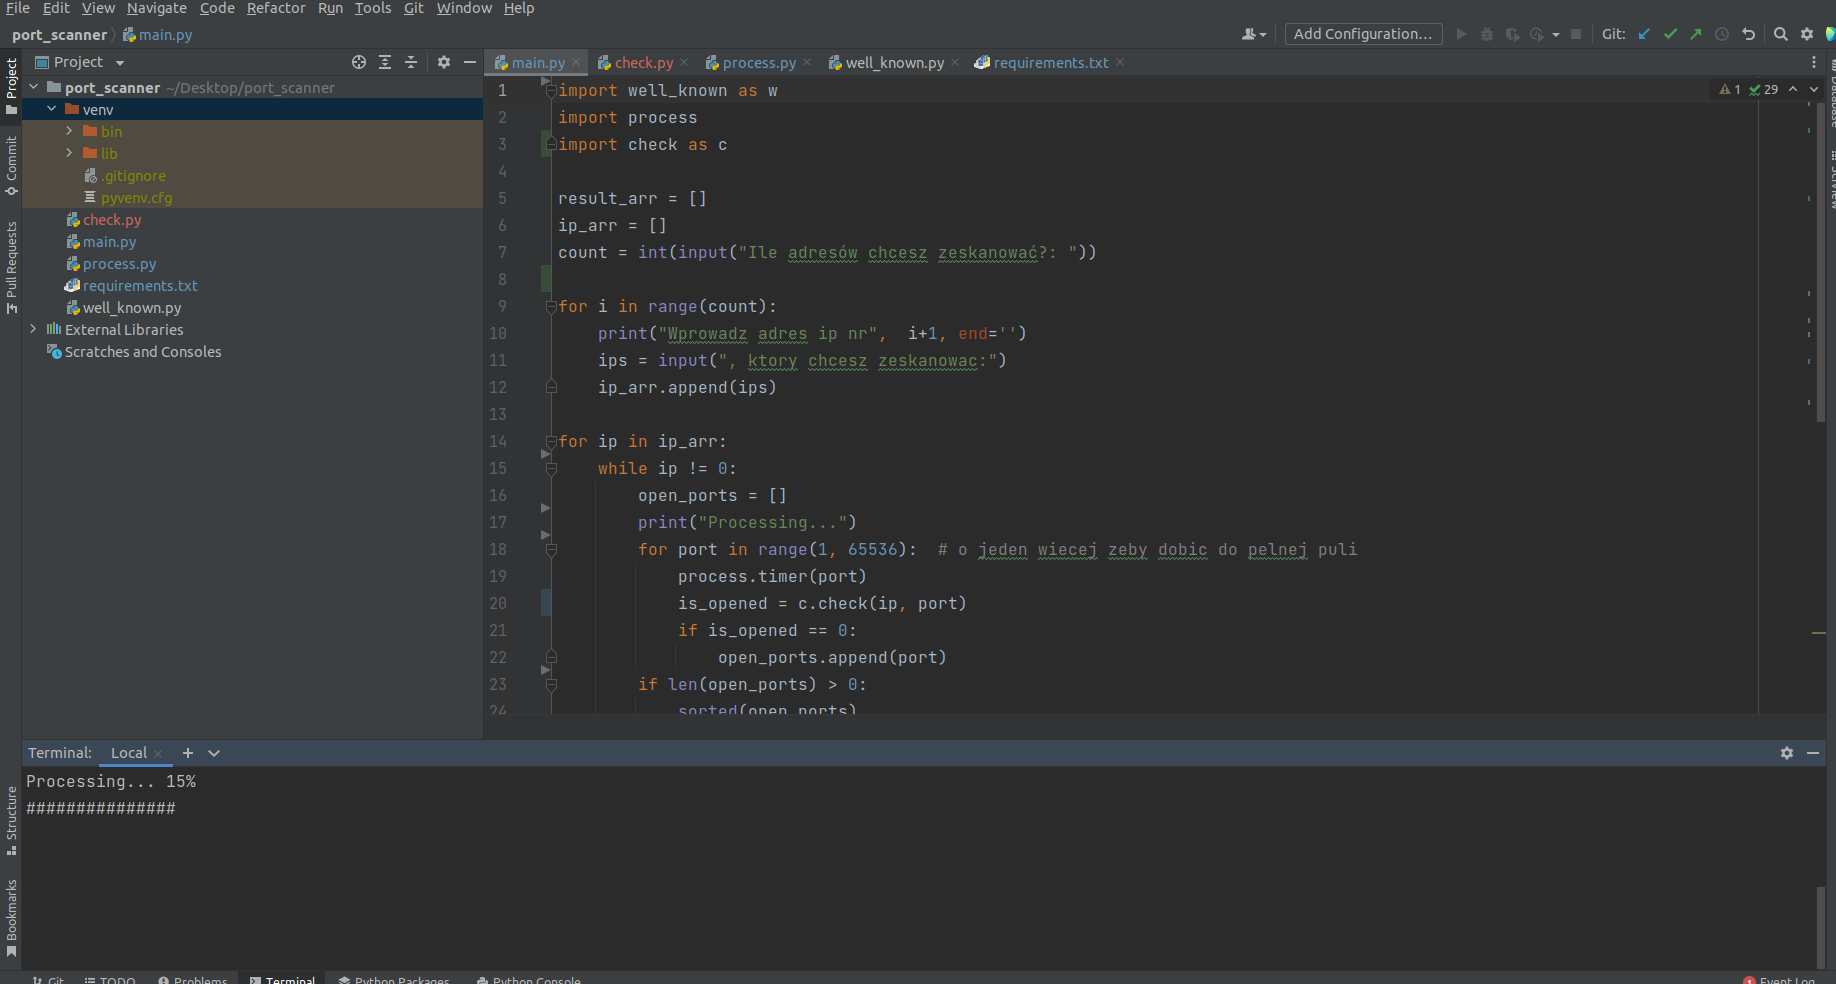 File Edit View Navigate Code Refactor Run Tools Git Window Help
port_scanner main.py
Add Configuration... Git:
Project
main.py check.py process.py well_known.py requirements.txt
port_scanner ~/Desktop/port_scanner
venv
bin
lib
.gitignore
pyvenv.cfg
check.py
main.py
process.py
requirements.txt
well_known.py
External Libraries
Scratches and Consoles
Project
Commit
Pull Requests
Structure
Bookmarks
1 29
1 import well_known as w
2 import process
3 import check as c
4
5 result_arr = []
6 ip_arr = []
7 count = int(input("Ile adresów chcesz zeskanować?: "))
8
9 for i in range(count):
10 print("Wprowadz adres ip nr", i+1, end='')
11 ips = input(", ktory chcesz zeskanowac:")
12 ip_arr.append(ips)
13
14 for ip in ip_arr:
15 while ip != 0:
16 open_ports = []
17 print("Processing...")
18 for port in range(1, 65536): # o jeden wiecej zeby dobic do pelnej puli
19 process.timer(port)
20 is_opened = c.check(ip, port)
21 if is_opened == 0:
22 open_ports.append(port)
23 if len(open_ports) > 0:
24 sorted(open_ports)
Database
SciView
Terminal: Local
Processing... 15%
###############
Git TODO Problems Terminal Python Packages Python Console 1 Event Log